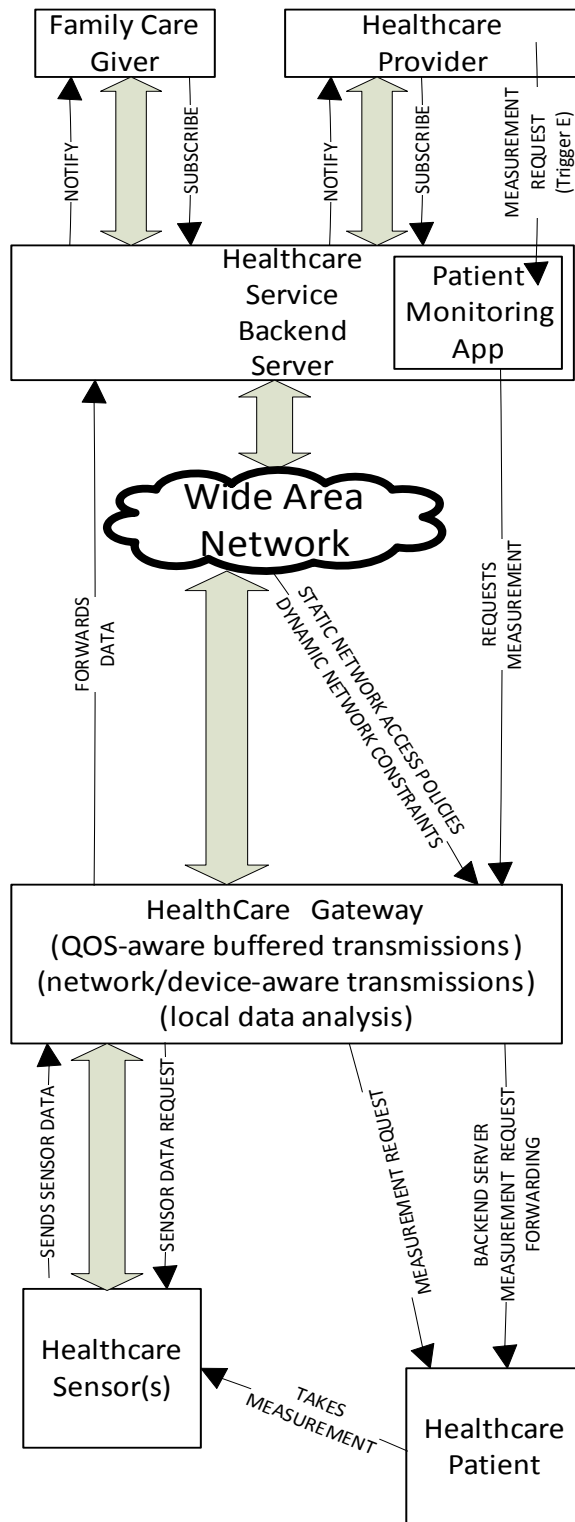 Family Care
Giver
Healthcare
Provider
NOTIFY
SUBSCRIBE
NOTIFY
SUBSCRIBE
MEASUREMENT
REQUEST
(Trigger E)
Healthcare
Service
Backend
Server
Patient
Monitoring
App
Wide Area
Network
FORWARDS
DATA
STATIC NETWORK ACCESS POLICIES
DYNAMIC NETWORK CONSTRAINTS
REQUESTS
MEASUREMENT
HealthCare Gateway
(QOS-aware buffered transmissions)
(network/device-aware transmissions)
(local data analysis)
SENDS SENSOR DATA
SENSOR DATA REQUEST
MEASUREMENT REQUEST
BACKEND SERVER
MEASUREMENT REQUEST
FORWARDING
Healthcare
Sensor(s)
TAKES
MEASUREMENT
Healthcare
Patient